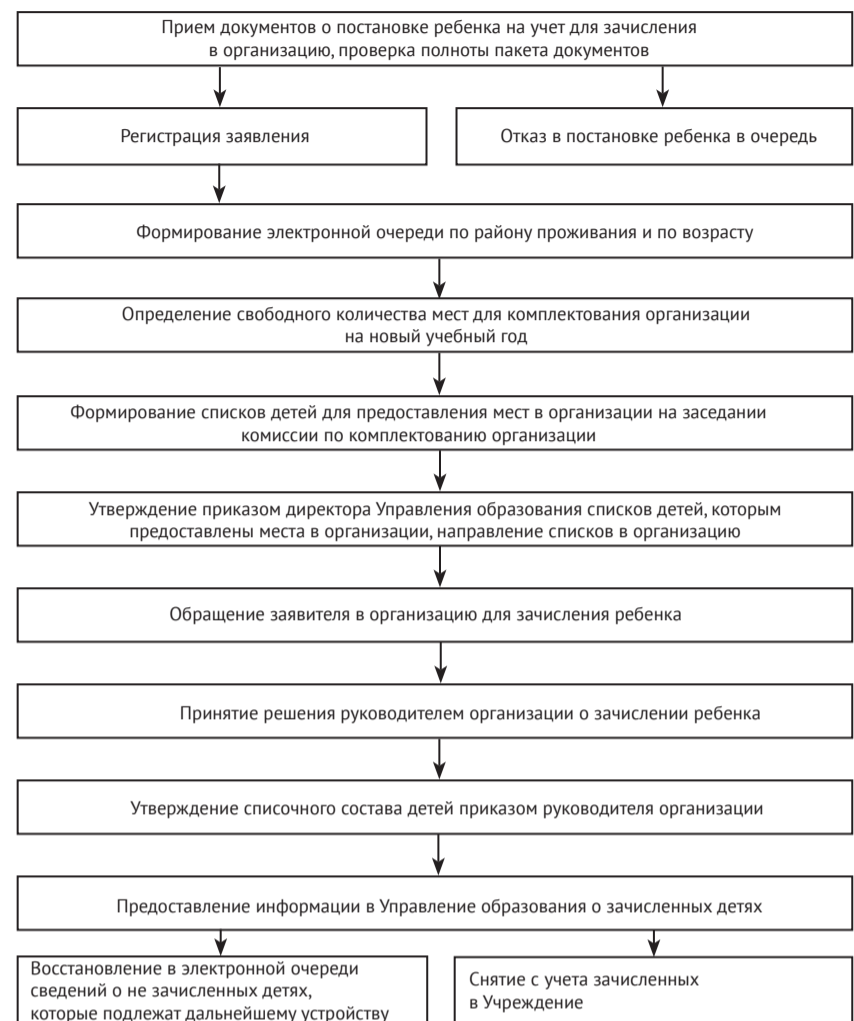 Прием документов о постановке ребенка на учет для зачисления
в организацию, проверка полноты пакета документов
Регистрация заявления
Отказ в постановке ребенка в очередь
Формирование электронной очереди по району проживания и по возрасту
Определение свободного количества мест для комплектования организации
на новый учебный год
Формирование списков детей для предоставления мест в организации на заседании
комиссии по комплектованию организации
Утверждение приказом директора Управления образования списков детей, которым
предоставлены места в организации, направление списков в организацию
Обращение заявителя в организацию для зачисления ребенка
Принятие решения руководителем организации о зачислении ребенка
Утверждение списочного состава детей приказом руководителя организации
Предоставление информации в Управление образования о зачисленных детях
Восстановление в электронной очереди
сведений о не зачисленных детях,
которые подлежат дальнейшему устройству
Снятие с учета зачисленных
в Учреждение